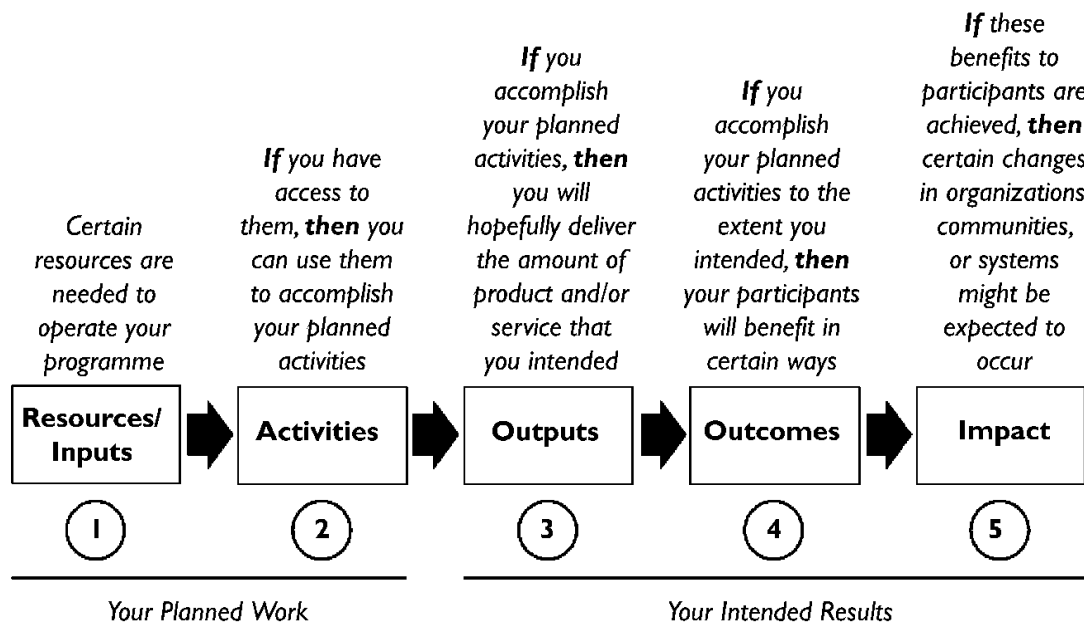 Certain
resources are
needed to
operate your
programme
If you have
access to
them, then you
can use them
to accomplish
your planned
activities
If you
accomplish
your planned
activities, then
you will
hopefully deliver
the amount of
product and/or
service that
you intended
If you
accomplish
your planned
activities to the
extent you
intended, then
your participants
will benefit in
certain ways
If these
benefits to
participants are
achieved, then
certain changes
in organizations
communities,
or systems
might be
expected to
occur
Resources/
Inputs
Activities
Outputs
Outcomes
Impact
1
2
3
4
5
Your Planned Work
Your Intended Results